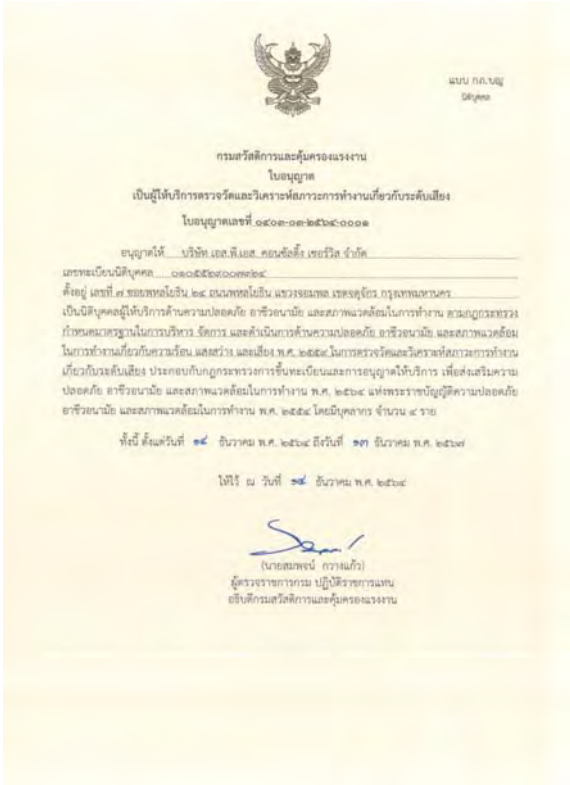 แบบ กภ.บญ
นิติบุคคล
กรมสวัสดิการและคุ้มครองแรงงาน
ใบอนุญาต
เป็นผู้ให้บริการตรวจวัดและวิเคราะห์สภาวะการทำงานเกี่ยวกับระดับเสียง
ใบอนุญาตเลขที่ ๐๔๐๓-๐๓-๒๕๖๔-๐๐๐๑
อนุญาตให้ บริษัท เอส.พี.เอส. คอนซัลติ้ง เซอร์วิส จำกัด
เลขทะเบียนนิติบุคคล ๐๑๐๕๕๒๙๐๐๗๓๒๔
ตั้งอยู่ เลขที่ ๗ ซอยพหลโยธิน ๒๔ ถนนพหลโยธิน แขวงจอมพล เขตจตุจักร กรุงเทพมหานคร
เป็นนิติบุคคลผู้ให้บริการด้านความปลอดภัย อาชีวอนามัย และสภาพแวดล้อมในการทำงาน ตามกฎกระทรวง
กำหนดมาตรฐานในการบริหาร จัดการ และดำเนินการด้านความปลอดภัย อาชีวอนามัย และสภาพแวดล้อม
ในการทำงานเกี่ยวกับความร้อน แสงสว่าง และเสียง พ.ศ. ๒๕๕๙ ในการตรวจวัดและวิเคราะห์สภาวะการทำงาน
เกี่ยวกับระดับเสียง ประกอบกับกฎกระทรวงการขึ้นทะเบียนและการอนุญาตให้บริการ เพื่อส่งเสริมความ
ปลอดภัย อาชีวอนามัย และสภาพแวดล้อมในการทำงาน พ.ศ. ๒๕๖๔ แห่งพระราชบัญญัติความปลอดภัย
อาชีวอนามัย และสภาพแวดล้อมในการทำงาน พ.ศ. ๒๕๕๔ โดยมีบุคลากร จำนวน ๔ ราย
ทั้งนี้ ตั้งแต่วันที่ ๑๔ ธันวาคม พ.ศ. ๒๕๖๔ ถึงวันที่ ๑๓ ธันวาคม พ.ศ. ๒๕๖๗
ให้ไว้ ณ วันที่ ๑๔ ธันวาคม พ.ศ. ๒๕๖๔
(นายสมพจน์ กวางแก้ว)
ผู้ตรวจราชการกรม ปฏิบัติราชการแทน
อธิบดีกรมสวัสดิการและคุ้มครองแรงงาน